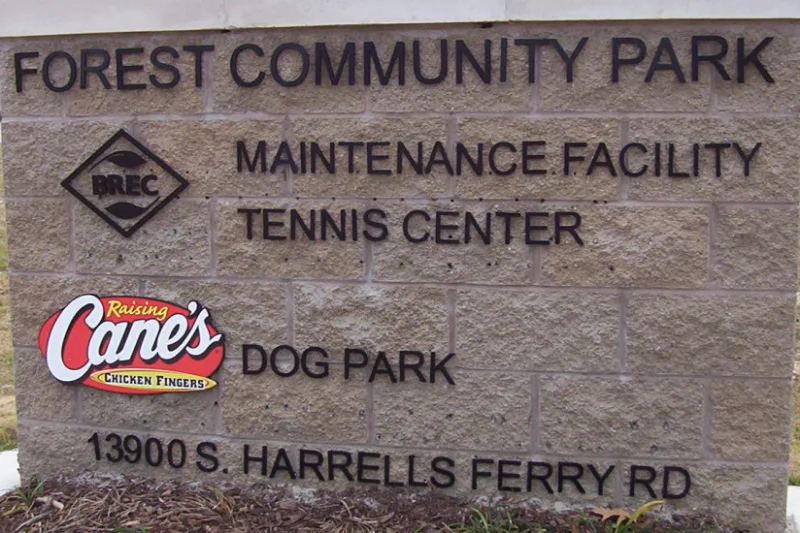 FOREST COMMUNITY PARK
BREC
MAINTENANCE FACILITY
TENNIS CENTER
Raising
Cane's
CHICKEN FINGERS
DOG PARK
13900 S. HARRELLS FERRY RD